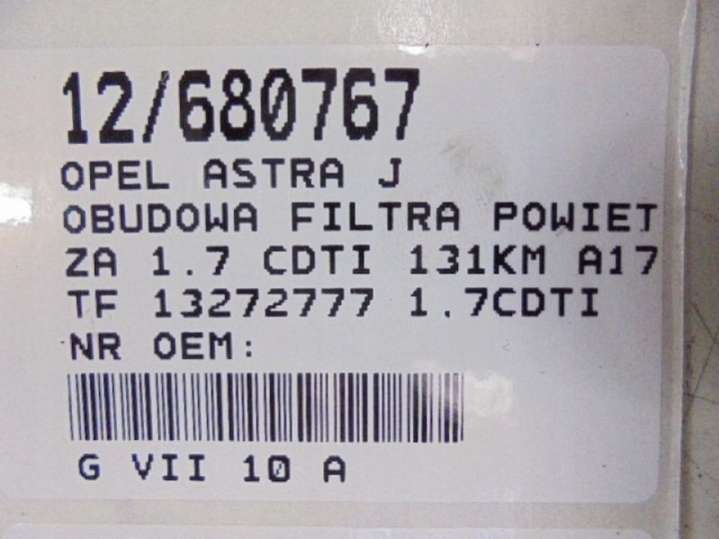 12/680767
OPEL ASTRA J
OBUDOWA FILTRA POWIET
ZA 1.7 CDTI 131KM A17
TF 13272777 1.7CDTI
NR OEM:
G VII 10 A